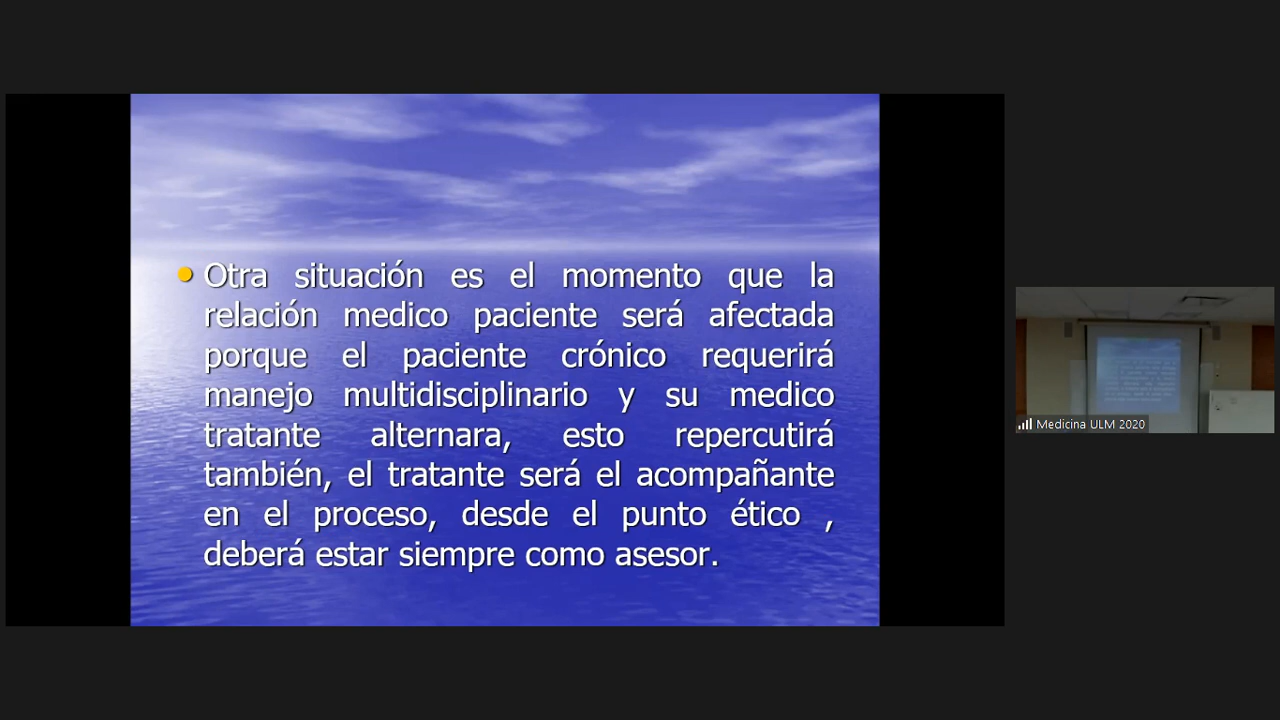 Otra situación es el momento que la
relación medico paciente será afectada
porque el paciente crónico requerirá
manejo multidisciplinario y su medico
tratante alternara, esto repercutirá
también, el tratante será el acompañante
en el proceso, desde el punto ético ,
deberá estar siempre como asesor.
Medicina ULM 2020